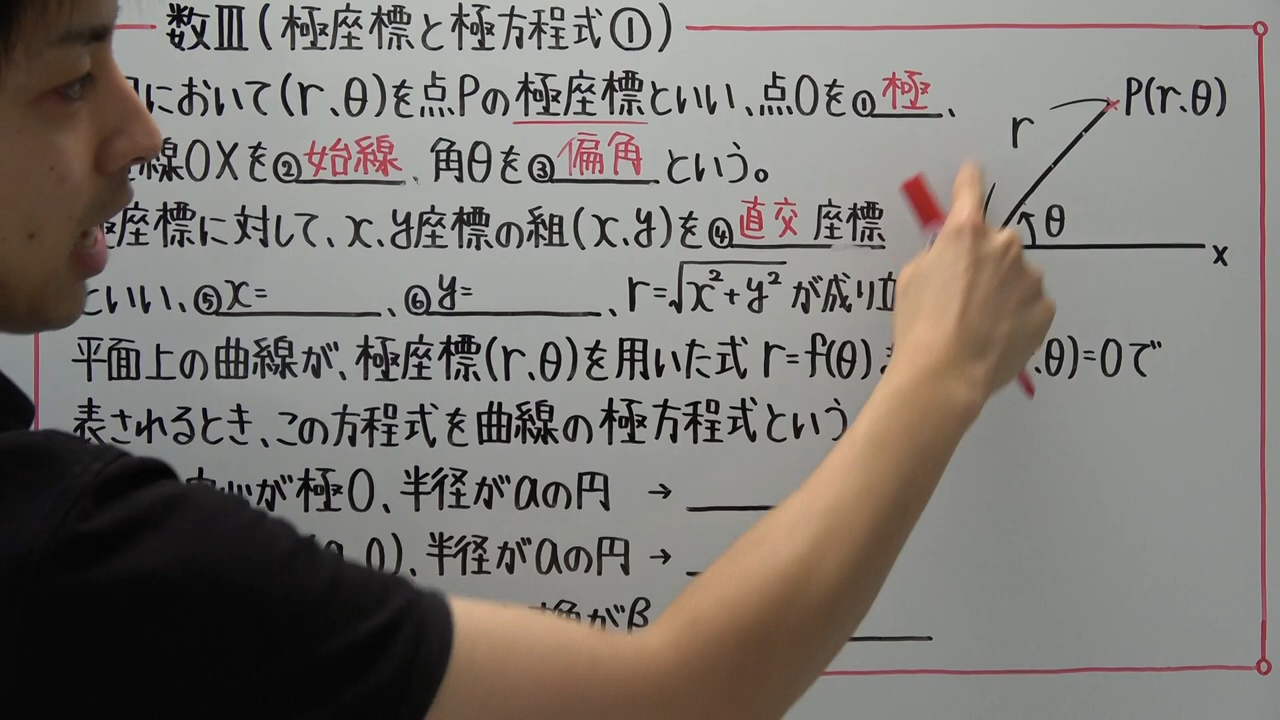 数Ⅲ(極座標と極方程式①)
において(r、θ)を点Pの極座標といい、点Oを①極、
線OXを②始線、角θを③偏角という。
座標に対して、x、y座標の組(x、y)を④直交座標
といい、⑤x=、⑥y=、r=√x²+y²が成り立
平面上の曲線が、極座標(r、θ)を用いた式 r=f(θ)、θ)=0で
表されるとき、この方程式を曲線の極方程式という
が極O、半径がaの円 →
0)、半径がaの円 →
角がβ
P(r、θ)
r
θ
x